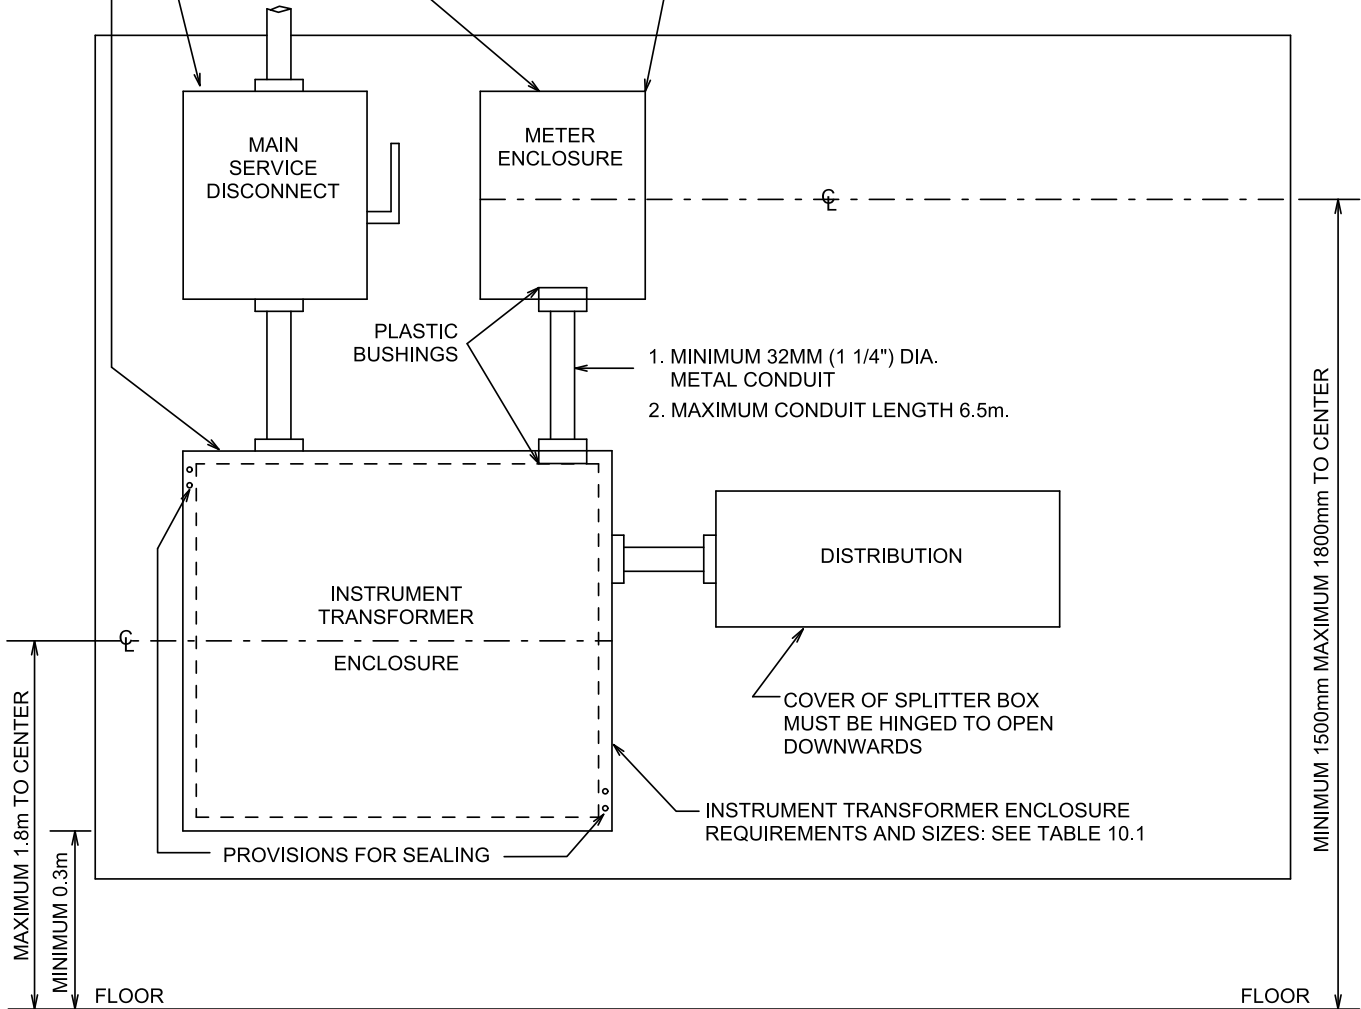 MAIN
SERVICE
DISCONNECT
METER
ENCLOSURE
℄
PLASTIC
BUSHINGS
1. MINIMUM 32MM (1 1/4") DIA.
METAL CONDUIT
2. MAXIMUM CONDUIT LENGTH 6.5m.
MINIMUM 1500mm MAXIMUM 1800mm TO CENTER
DISTRIBUTION
INSTRUMENT
TRANSFORMER
℄
ENCLOSURE
COVER OF SPLITTER BOX
MUST BE HINGED TO OPEN
DOWNWARDS
INSTRUMENT TRANSFORMER ENCLOSURE
REQUIREMENTS AND SIZES: SEE TABLE 10.1
PROVISIONS FOR SEALING
MAXIMUM 1.8m TO CENTER
MINIMUM 0.3m
FLOOR
FLOOR